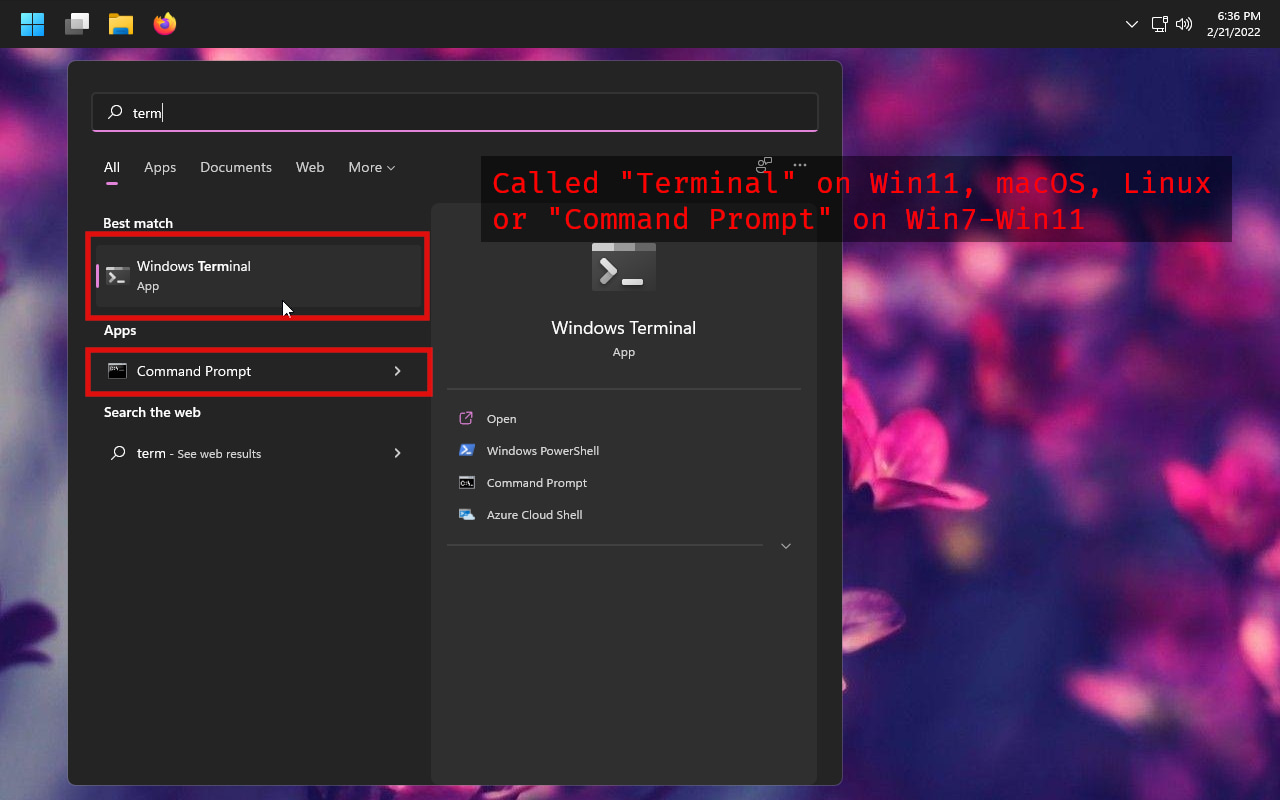 6:36 PM
2/21/2022
term
All Apps Documents Web More
Called "Terminal" on Win11, macOS, Linux
or "Command Prompt" on Win7-Win11
Best match
Windows Terminal
App
Apps
Command Prompt
Search the web
term - See web results
Windows Terminal
App
Open
Windows PowerShell
Command Prompt
Azure Cloud Shell